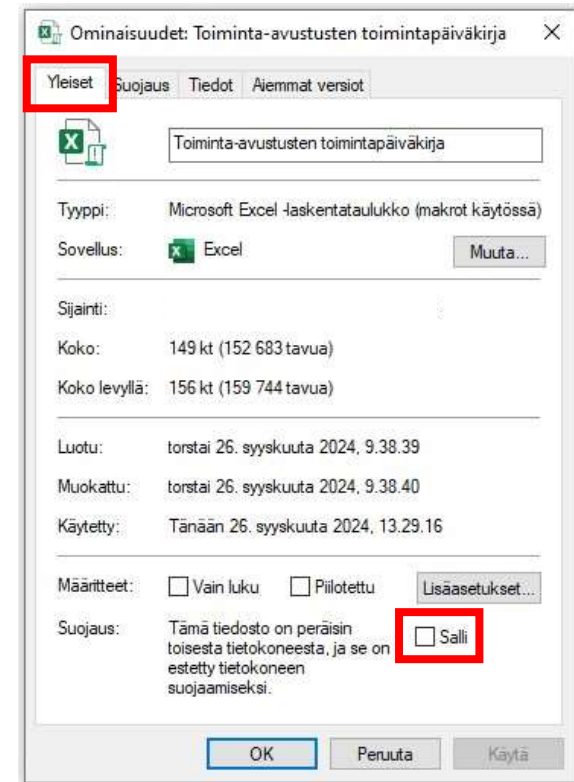 Ominaisuudet: Toiminta-avustusten toimintapäiväkirja
Yleiset Suojaus Tiedot Aiemmat versiot
Toiminta-avustusten toimintapäiväkirja
Tyyppi: Microsoft Excel -laskentataulukko (makrot käytössä)
Sovellus: Excel Muuta...
Sijainti:
Koko: 149 kt (152 683 tavua)
Koko levyllä: 156 kt (159 744 tavua)
Luotu: torstai 26. syyskuuta 2024, 9.38.39
Muokattu: torstai 26. syyskuuta 2024, 9.38.40
Käytetty: Tänään 26. syyskuuta 2024, 13.29.16
Määritteet: Vain luku Piilotettu Lisäasetukset...
Suojaus: Tämä tiedosto on peräisin
toisesta tietokoneesta, ja se on Salli
estetty tietokoneen
suojaamiseksi.
OK Peruuta Käytä